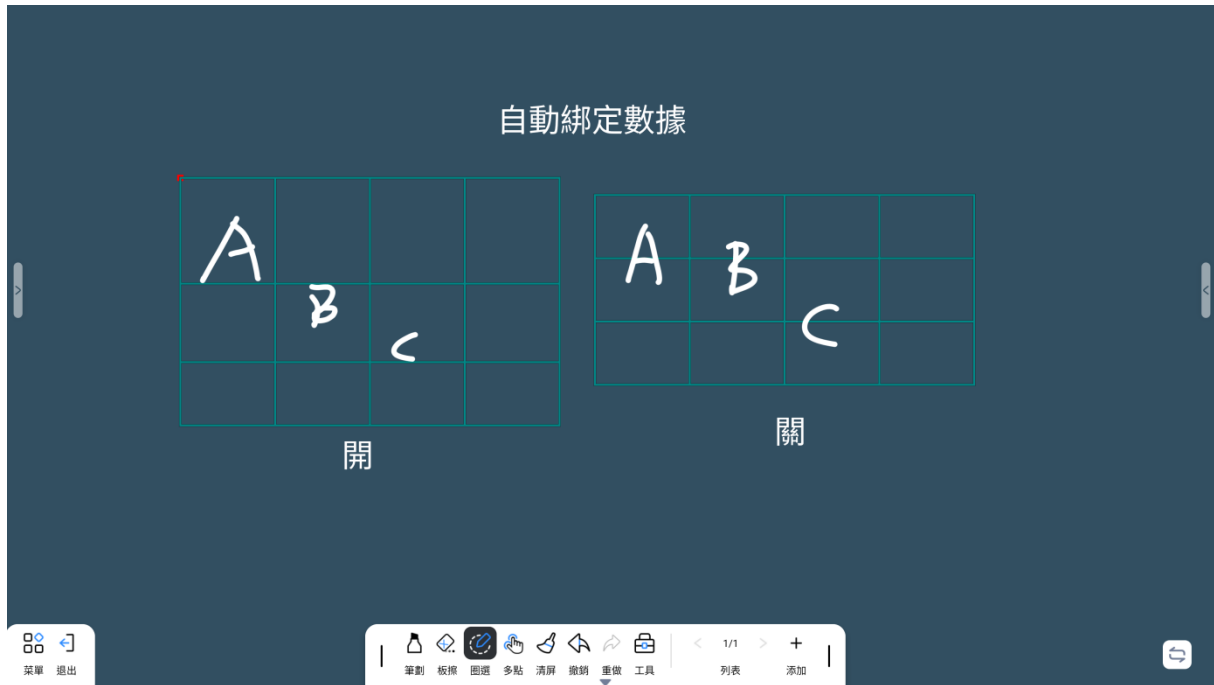 自動綁定數據
A B C
A B C
開
關
> <
菜單 退出
筆劃 板擦 圈選 多點 清屏 撤銷 重做 工具
< 1/1 > +
列表 添加